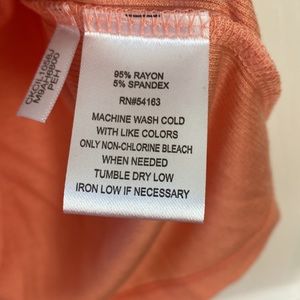 95% RAYON
5% SPANDEX
RN#54163
MACHINE WASH COLD
WITH LIKE COLORS
ONLY NON-CHLORINE BLEACH
WHEN NEEDED
TUMBLE DRY LOW
IRON LOW IF NECESSARY
PEH